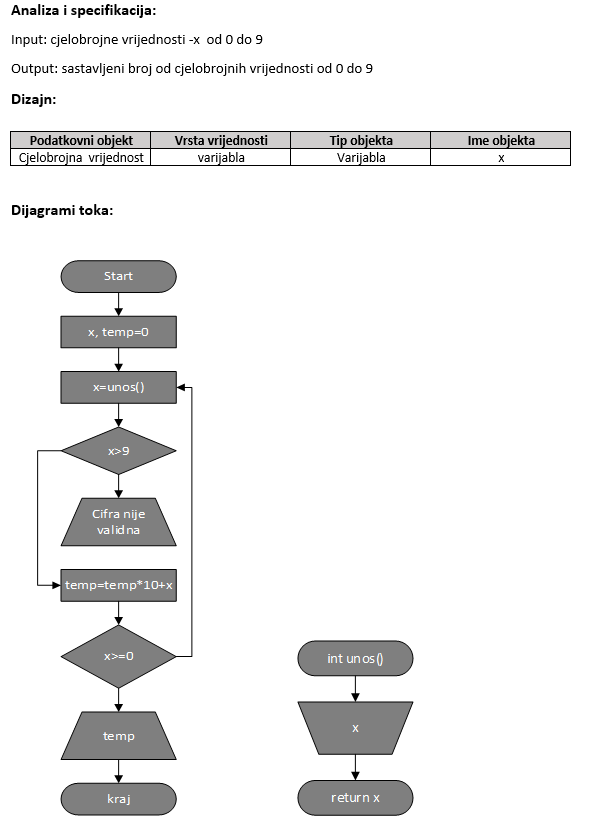 Analiza i specifikacija:
Input: cjelobrojne vrijednosti -x od 0 do 9
Output: sastavljeni broj od cjelobrojnih vrijednosti od 0 do 9
Dizajn:
Podatkovni objekt Vrsta vrijednosti Tip objekta Ime objekta
Cjelobrojna vrijednost varijabla Varijabla x
Dijagrami toka:
Start
x, temp=0
x=unos()
x>9
Cifra nije
validna
temp=temp*10+x
x>=0
temp
kraj
int unos()
x
return x